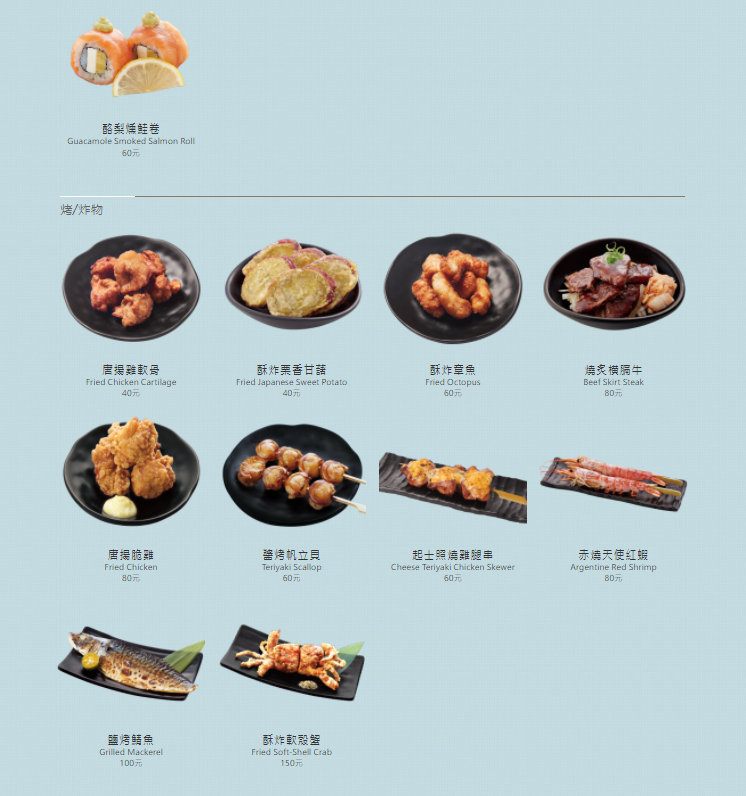 酪梨燻鮭卷
Guacamole Smoked Salmon Roll
60元
烤/炸物
唐揚雞軟骨
Fried Chicken Cartilage
40元
酥炸栗香甘藷
Fried Japanese Sweet Potato
40元
酥炸章魚
Fried Octopus
60元
燒炙橫膈牛
Beef Skirt Steak
80元
唐揚脆雞
Fried Chicken
80元
醬烤帆立貝
Teriyaki Scallop
60元
起士照燒雞腿串
Cheese Teriyaki Chicken Skewer
60元
赤燒天使紅蝦
Argentine Red Shrimp
80元
鹽烤鯖魚
Grilled Mackerel
100元
酥炸軟殼蟹
Fried Soft-Shell Crab
150元